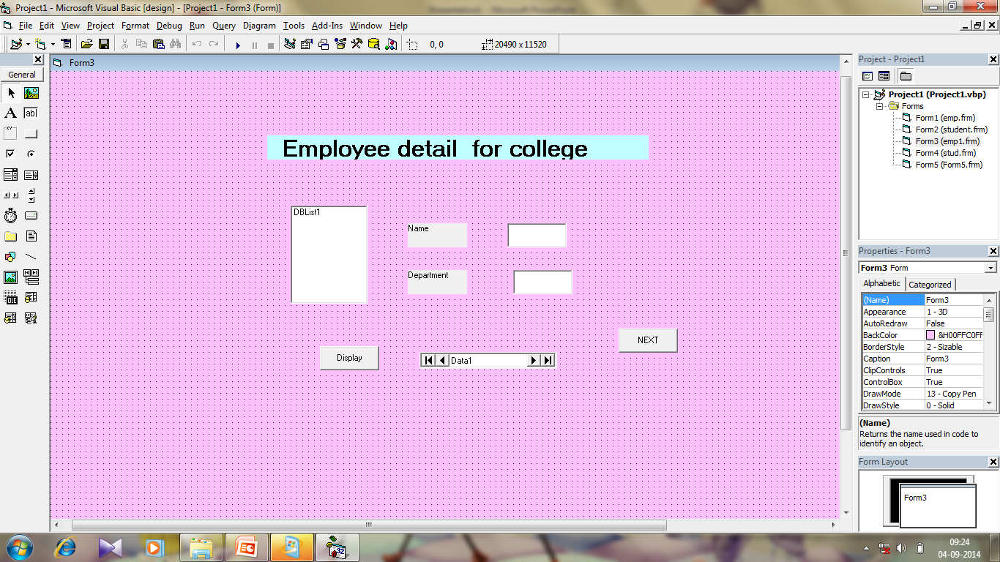 Project1 - Microsoft Visual Basic [design] - [Project1 - Form3 (Form)]
File Edit View Project Format Debug Run Query Diagram Tools Add-Ins Window Help
0, 0 20490 x 11520
Form3
General
A ab|
xy
OLE
Employee detail for college
DBList1
Name
Department
NEXT
Display
Data1
Project - Project1
Project1 (Project1.vbp)
Forms
Form1 (emp.frm)
Form2 (student.frm)
Form3 (emp1.frm)
Form4 (stud.frm)
Form5 (Form5.frm)
Properties - Form3
Form3 Form
Alphabetic Categorized
(Name) Form3
Appearance 1 - 3D
AutoRedraw False
BackColor &H00FFC0FF
BorderStyle 2 - Sizable
Caption Form3
ClipControls True
ControlBox True
DrawMode 13 - Copy Pen
DrawStyle 0 - Solid
(Name)
Returns the name used in code to
identify an object.
Form Layout
Form3
32
09:24
04-09-2014